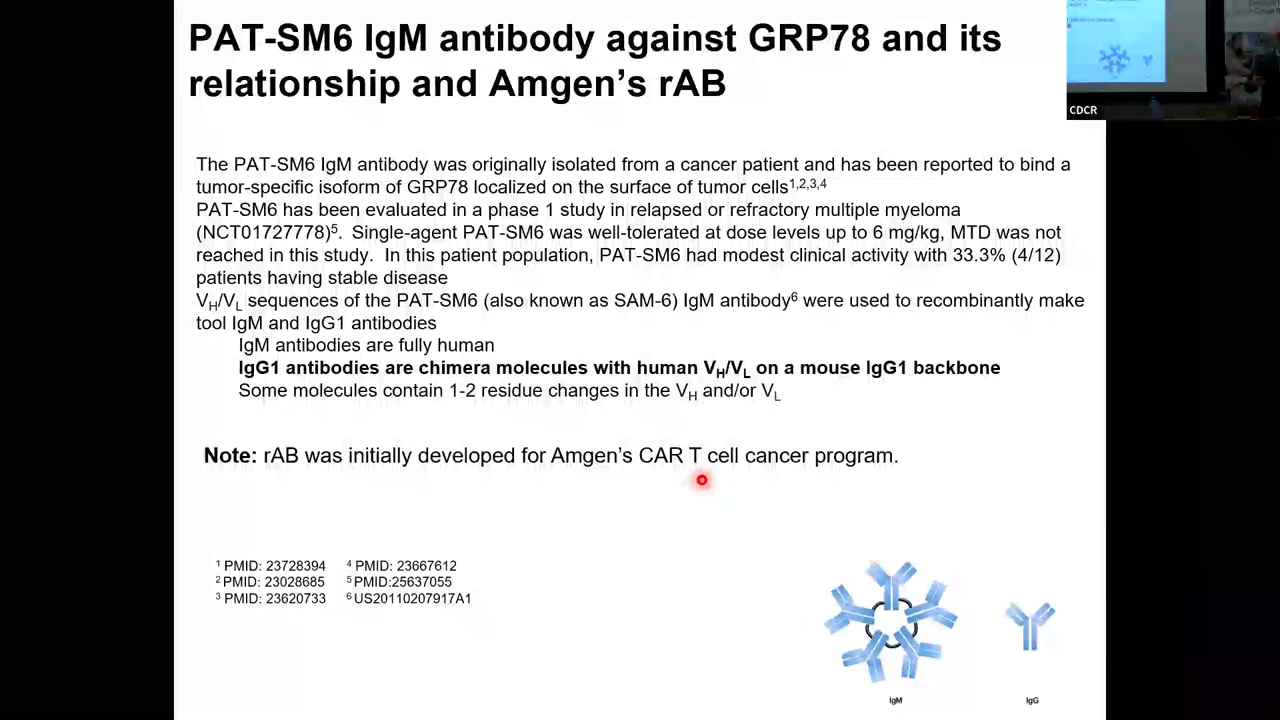 PAT-SM6 IgM antibody against GRP78 and its
relationship and Amgen’s rAB
CDCR
The PAT-SM6 IgM antibody was originally isolated from a cancer patient and has been reported to bind a
tumor-specific isoform of GRP78 localized on the surface of tumor cells1,2,3,4
PAT-SM6 has been evaluated in a phase 1 study in relapsed or refractory multiple myeloma
(NCT01727778)5.  Single-agent PAT-SM6 was well-tolerated at dose levels up to 6 mg/kg, MTD was not
reached in this study.  In this patient population, PAT-SM6 had modest clinical activity with 33.3% (4/12)
patients having stable disease
VH/VL sequences of the PAT-SM6 (also known as SAM-6) IgM antibody6 were used to recombinantly make
tool IgM and IgG1 antibodies
IgM antibodies are fully human
IgG1 antibodies are chimera molecules with human VH/VL on a mouse IgG1 backbone
Some molecules contain 1-2 residue changes in the VH and/or VL
Note: rAB was initially developed for Amgen’s CAR T cell cancer program.
1 PMID: 23728394
2 PMID: 23028685
3 PMID: 23620733
4 PMID: 23667612
5 PMID:25637055
6 US20110207917A1
IgM
IgG